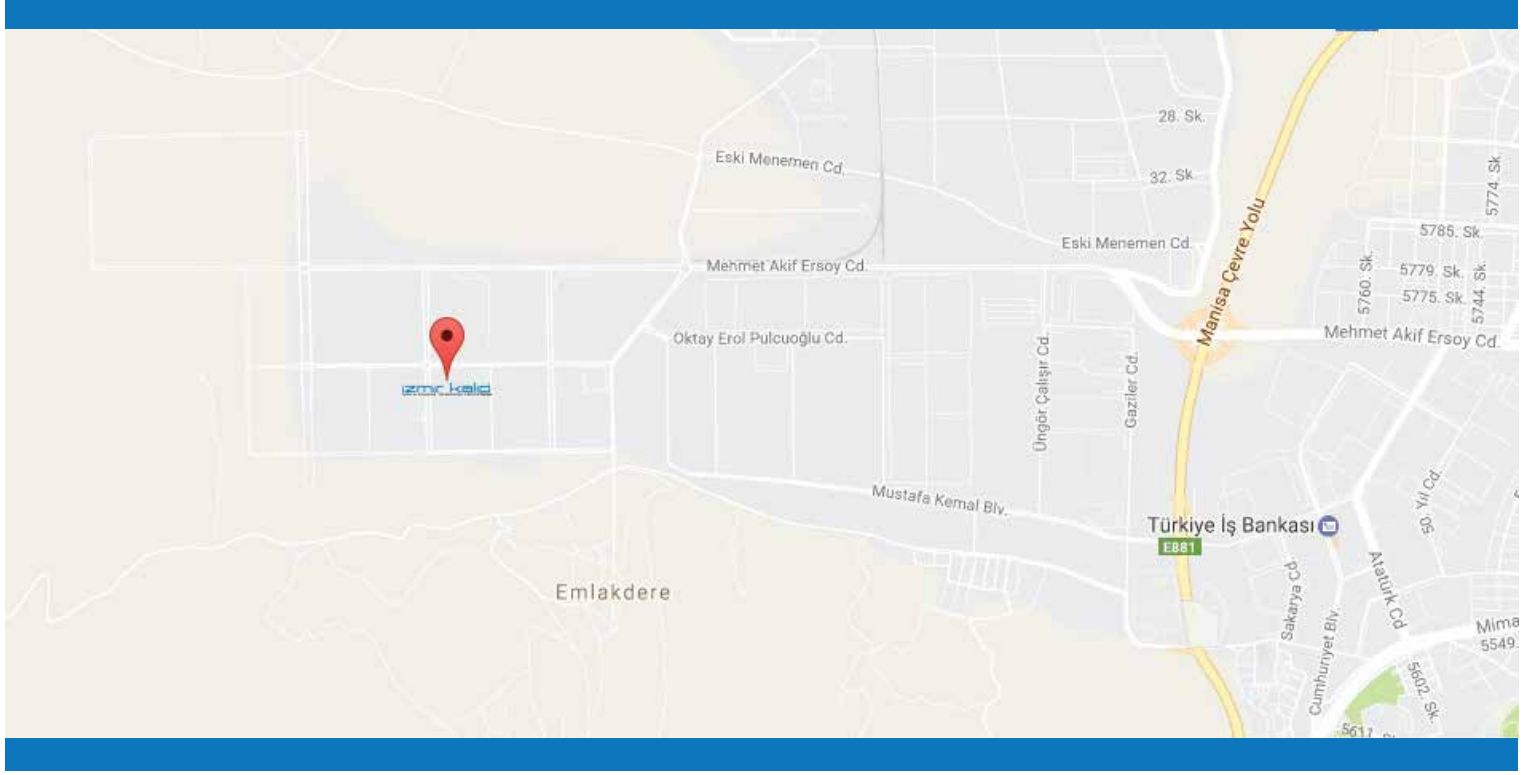 28. Sk.
Eski Menemen Cd.
32. Sk.
5774. Sk.
Manisa Çevre Yolu
5785. Sk.
Eski Menemen Cd.
Mehmet Akif Ersoy Cd.
5760. Sk.
5779. Sk.
5744. Sk.
5775. Sk.
Oktay Erol Pulcuoğlu Cd.
Mehmet Akif Ersoy Cd.
Üngör Çalışır Cd.
Gaziler Cd.
izmir kalıp
Mustafa Kemal Blv.
50. Yıl Cd.
Türkiye İş Bankası
E881
Emlakdere
Sakarya Cd.
Atatürk Cd
Cumhuriyet Blv.
Mima
5549.
5602. Sk.